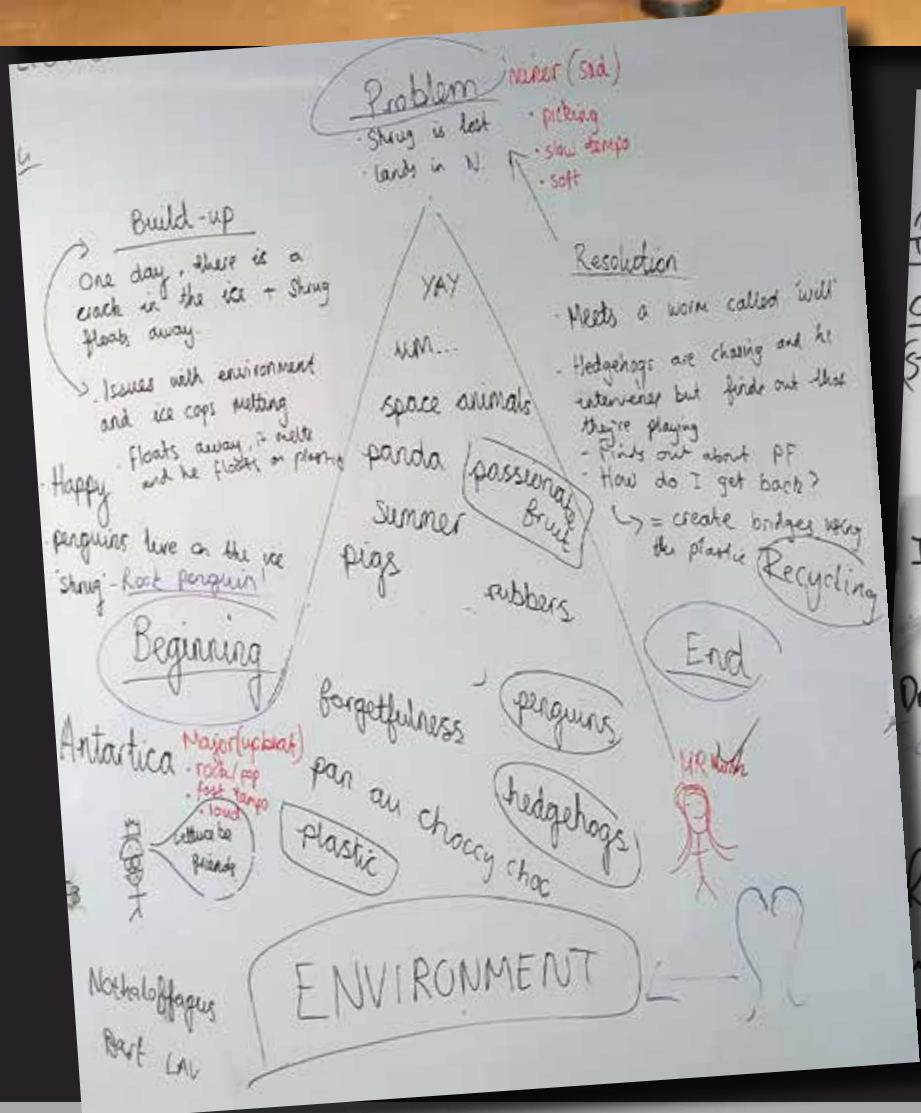 Problem
· Shrug is lost
· lands in N.
miner (sad)
· picking
· slow tempo
· soft
Build-up
One day, there is a
crack in the ice + Shrug
floats away.
· Issues with environment
and ice caps melting
· Floats away, it melts
and he floats on plastic
· Happy
· penguins live on the ice
'shrug' - Rock penguin!
Beginning
Antartica
Major (upbeat)
· rock/pop
· fast tempo
· loud
Lettuce be
friends
YAY
UM...
space animals
panda
passionate
fruit
summer
pigs
rubbers
forgetfulness
penguins
pan au choccy choc
hedgehogs
plastic
Resolution
· Meets a worm called 'will'
· Hedgehogs are chasing and he
intervenes but finds out that
they're playing
- Finds out about PF
- How do I get back?
↳ = create bridges using
the plastic
Recycling
End
ENVIRONMENT